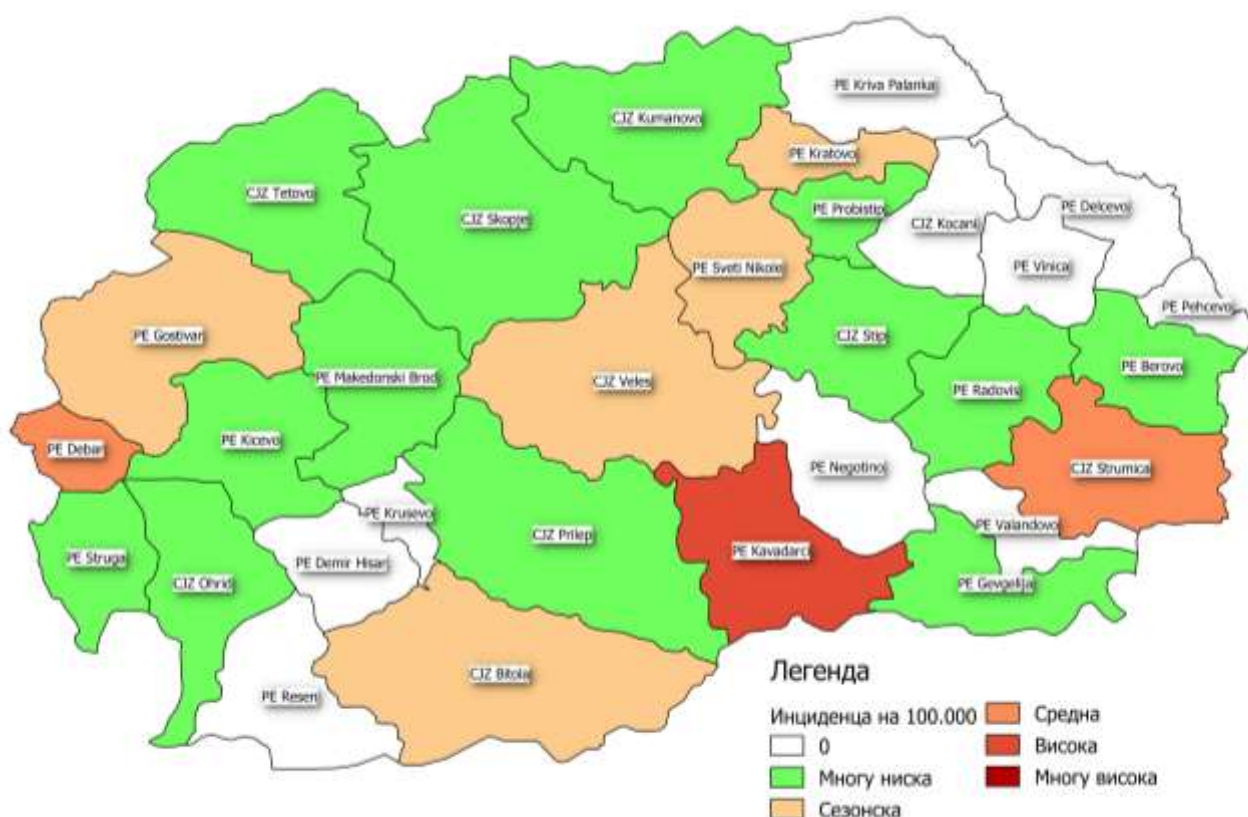 PE Kriva Palanka
CJZ Kumanovo
PE Kratovo
CJZ Tetovo
PE Probistip
PE Delcevo
CJZ Skopje
CJZ Kocani
PE Sveti Nikole
PE Vinica
PE Pehcevo
PE Gostivar
CJZ Stip
PE Berovo
PE Makedonski Brod
CJZ Veles
PE Radovis
PE Kicevo
PE Debar
CJZ Strumica
PE Negotino
PE Krusevo
PE Valandovo
CJZ Prilep
PE Kavadarci
PE Struga
PE Demir Hisar
CJZ Ohrid
PE Gevgelija
CJZ Bitola
PE Resen
Легенда
Инциденца на 100.000
0
Многу ниска
Сезонска
Средна
Висока
Многу висока